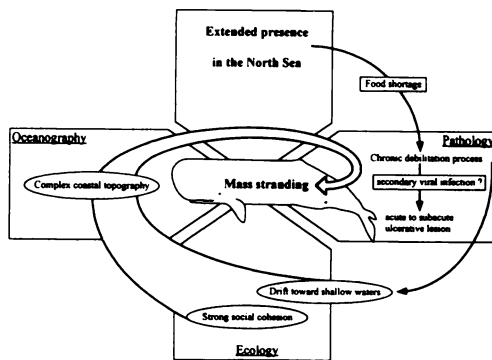 Extended presence
in the North Sea
Food shortage
Oceanography
Pathology
Chronic debilitation process
Complex coastal topography
Mass stranding
secondary viral infection ?
acute to subacute
ulcerative lesion
Drift toward shallow waters
Strong social cohesion
Ecology